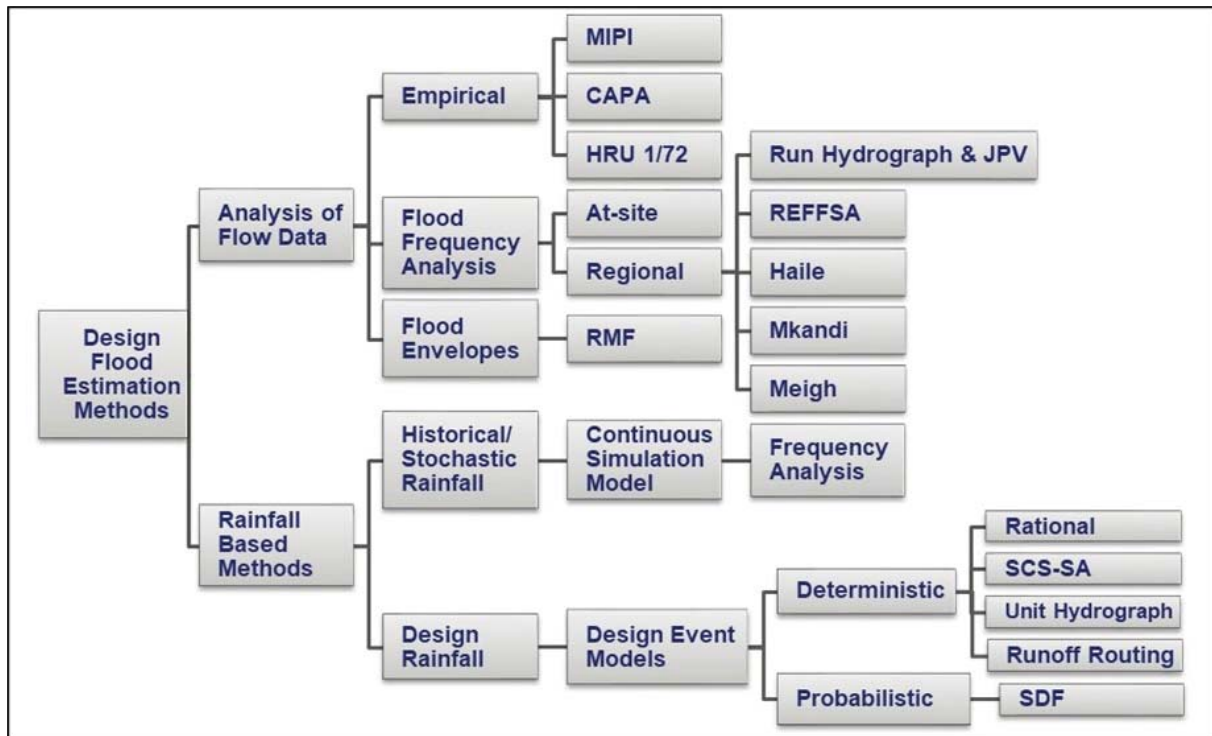 Design
Flood
Estimation
Methods
Analysis of
Flow Data
Empirical
MIPI
CAPA
HRU 1/72
Flood
Frequency
Analysis
At-site
Regional
Run Hydrograph & JPV
REFFSA
Haile
Mkandi
Meigh
Flood
Envelopes
RMF
Rainfall
Based
Methods
Historical/
Stochastic
Rainfall
Continuous
Simulation
Model
Frequency
Analysis
Design
Rainfall
Design Event
Models
Deterministic
Rational
SCS-SA
Unit Hydrograph
Runoff Routing
Probabilistic
SDF